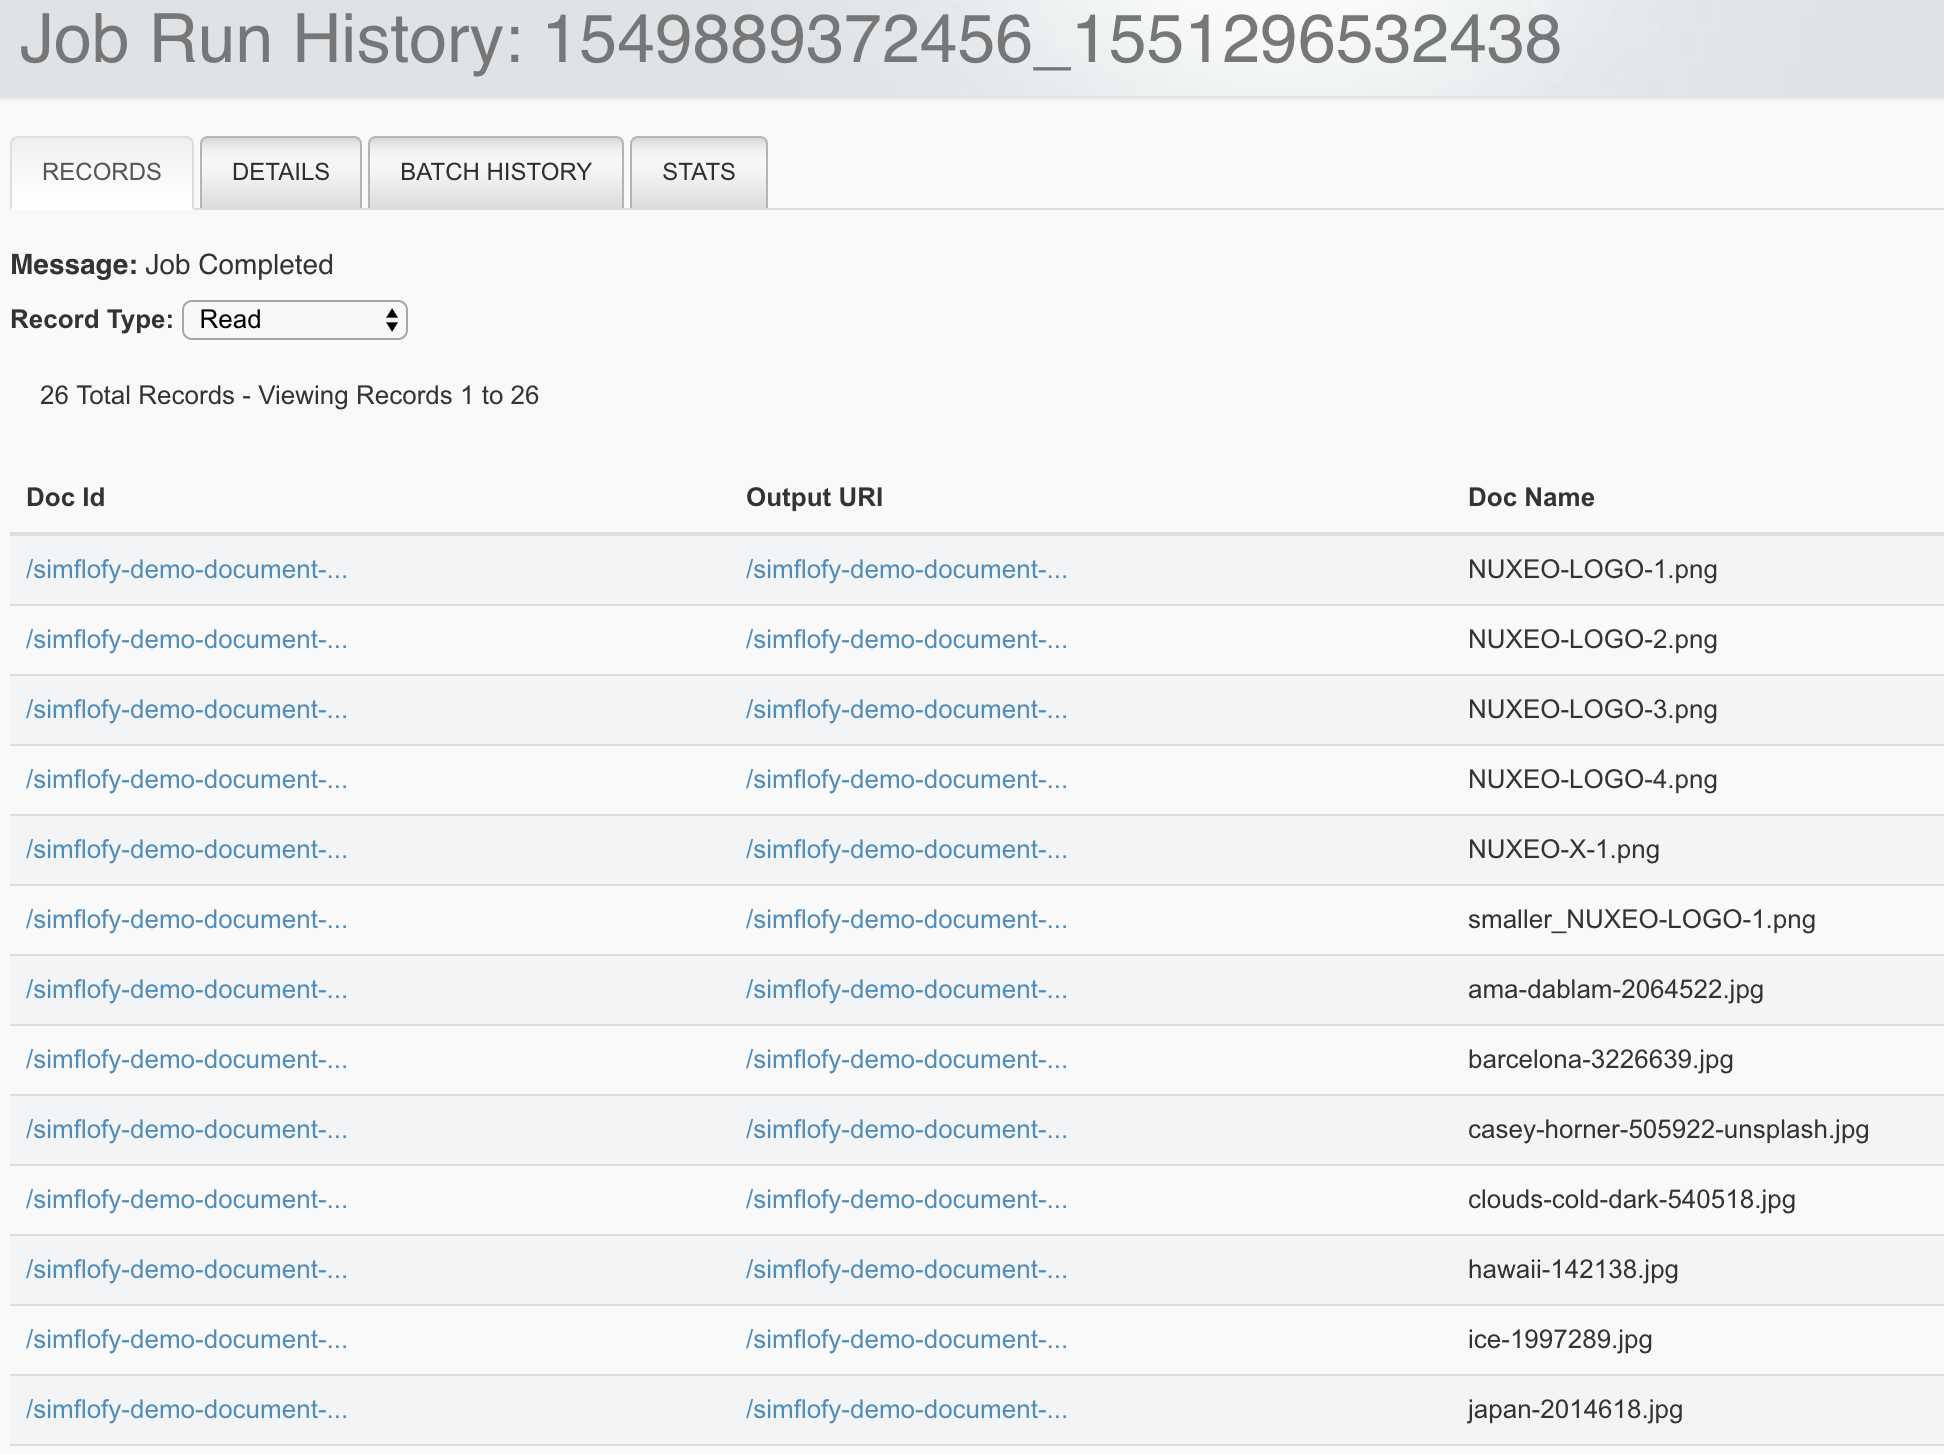 Job Run History: 1549889372456_1551296532438
RECORDS DETAILS BATCH HISTORY STATS
Message: Job Completed
Record Type: Read
26 Total Records - Viewing Records 1 to 26
Doc Id Output URI Doc Name
/simflofy-demo-document-... /simflofy-demo-document-... NUXEO-LOGO-1.png
/simflofy-demo-document-... /simflofy-demo-document-... NUXEO-LOGO-2.png
/simflofy-demo-document-... /simflofy-demo-document-... NUXEO-LOGO-3.png
/simflofy-demo-document-... /simflofy-demo-document-... NUXEO-LOGO-4.png
/simflofy-demo-document-... /simflofy-demo-document-... NUXEO-X-1.png
/simflofy-demo-document-... /simflofy-demo-document-... smaller_NUXEO-LOGO-1.png
/simflofy-demo-document-... /simflofy-demo-document-... ama-dablam-2064522.jpg
/simflofy-demo-document-... /simflofy-demo-document-... barcelona-3226639.jpg
/simflofy-demo-document-... /simflofy-demo-document-... casey-horner-505922-unsplash.jpg
/simflofy-demo-document-... /simflofy-demo-document-... clouds-cold-dark-540518.jpg
/simflofy-demo-document-... /simflofy-demo-document-... hawaii-142138.jpg
/simflofy-demo-document-... /simflofy-demo-document-... ice-1997289.jpg
/simflofy-demo-document-... /simflofy-demo-document-... japan-2014618.jpg